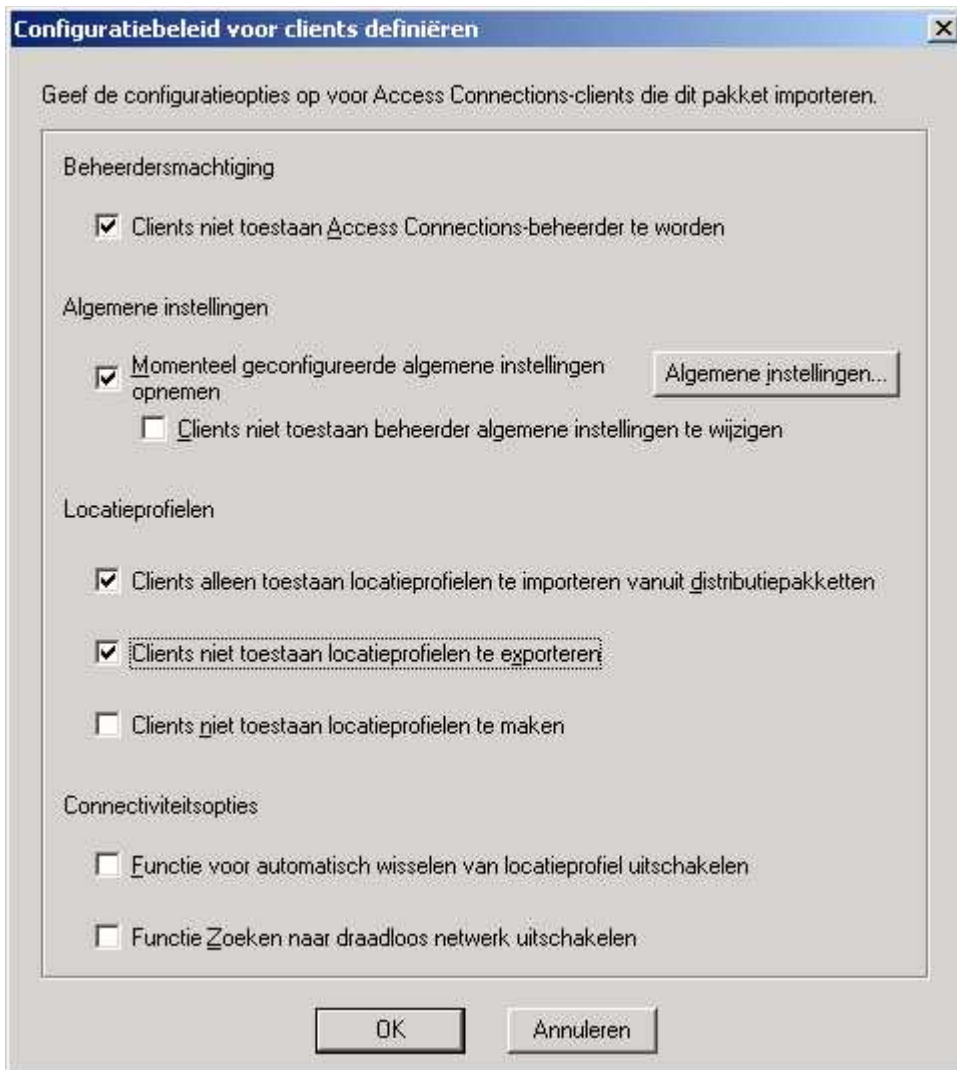 Configuratiebeleid voor clients definiëren
Geef de configuratieopties op voor Access Connections-clients die dit pakket importeren.
Beheerdersmachtiging
Clients niet toestaan Access Connections-beheerder te worden
Algemene instellingen
Momenteel geconfigureerde algemene instellingen
opnemen
Algemene instellingen...
Clients niet toestaan beheerder algemene instellingen te wijzigen
Locatieprofielen
Clients alleen toestaan locatieprofielen te importeren vanuit distributiepakketten
Clients niet toestaan locatieprofielen te exporteren
Clients niet toestaan locatieprofielen te maken
Connectiviteitsopties
Functie voor automatisch wisselen van locatieprofiel uitschakelen
Functie Zoeken naar draadloos netwerk uitschakelen
OK
Annuleren